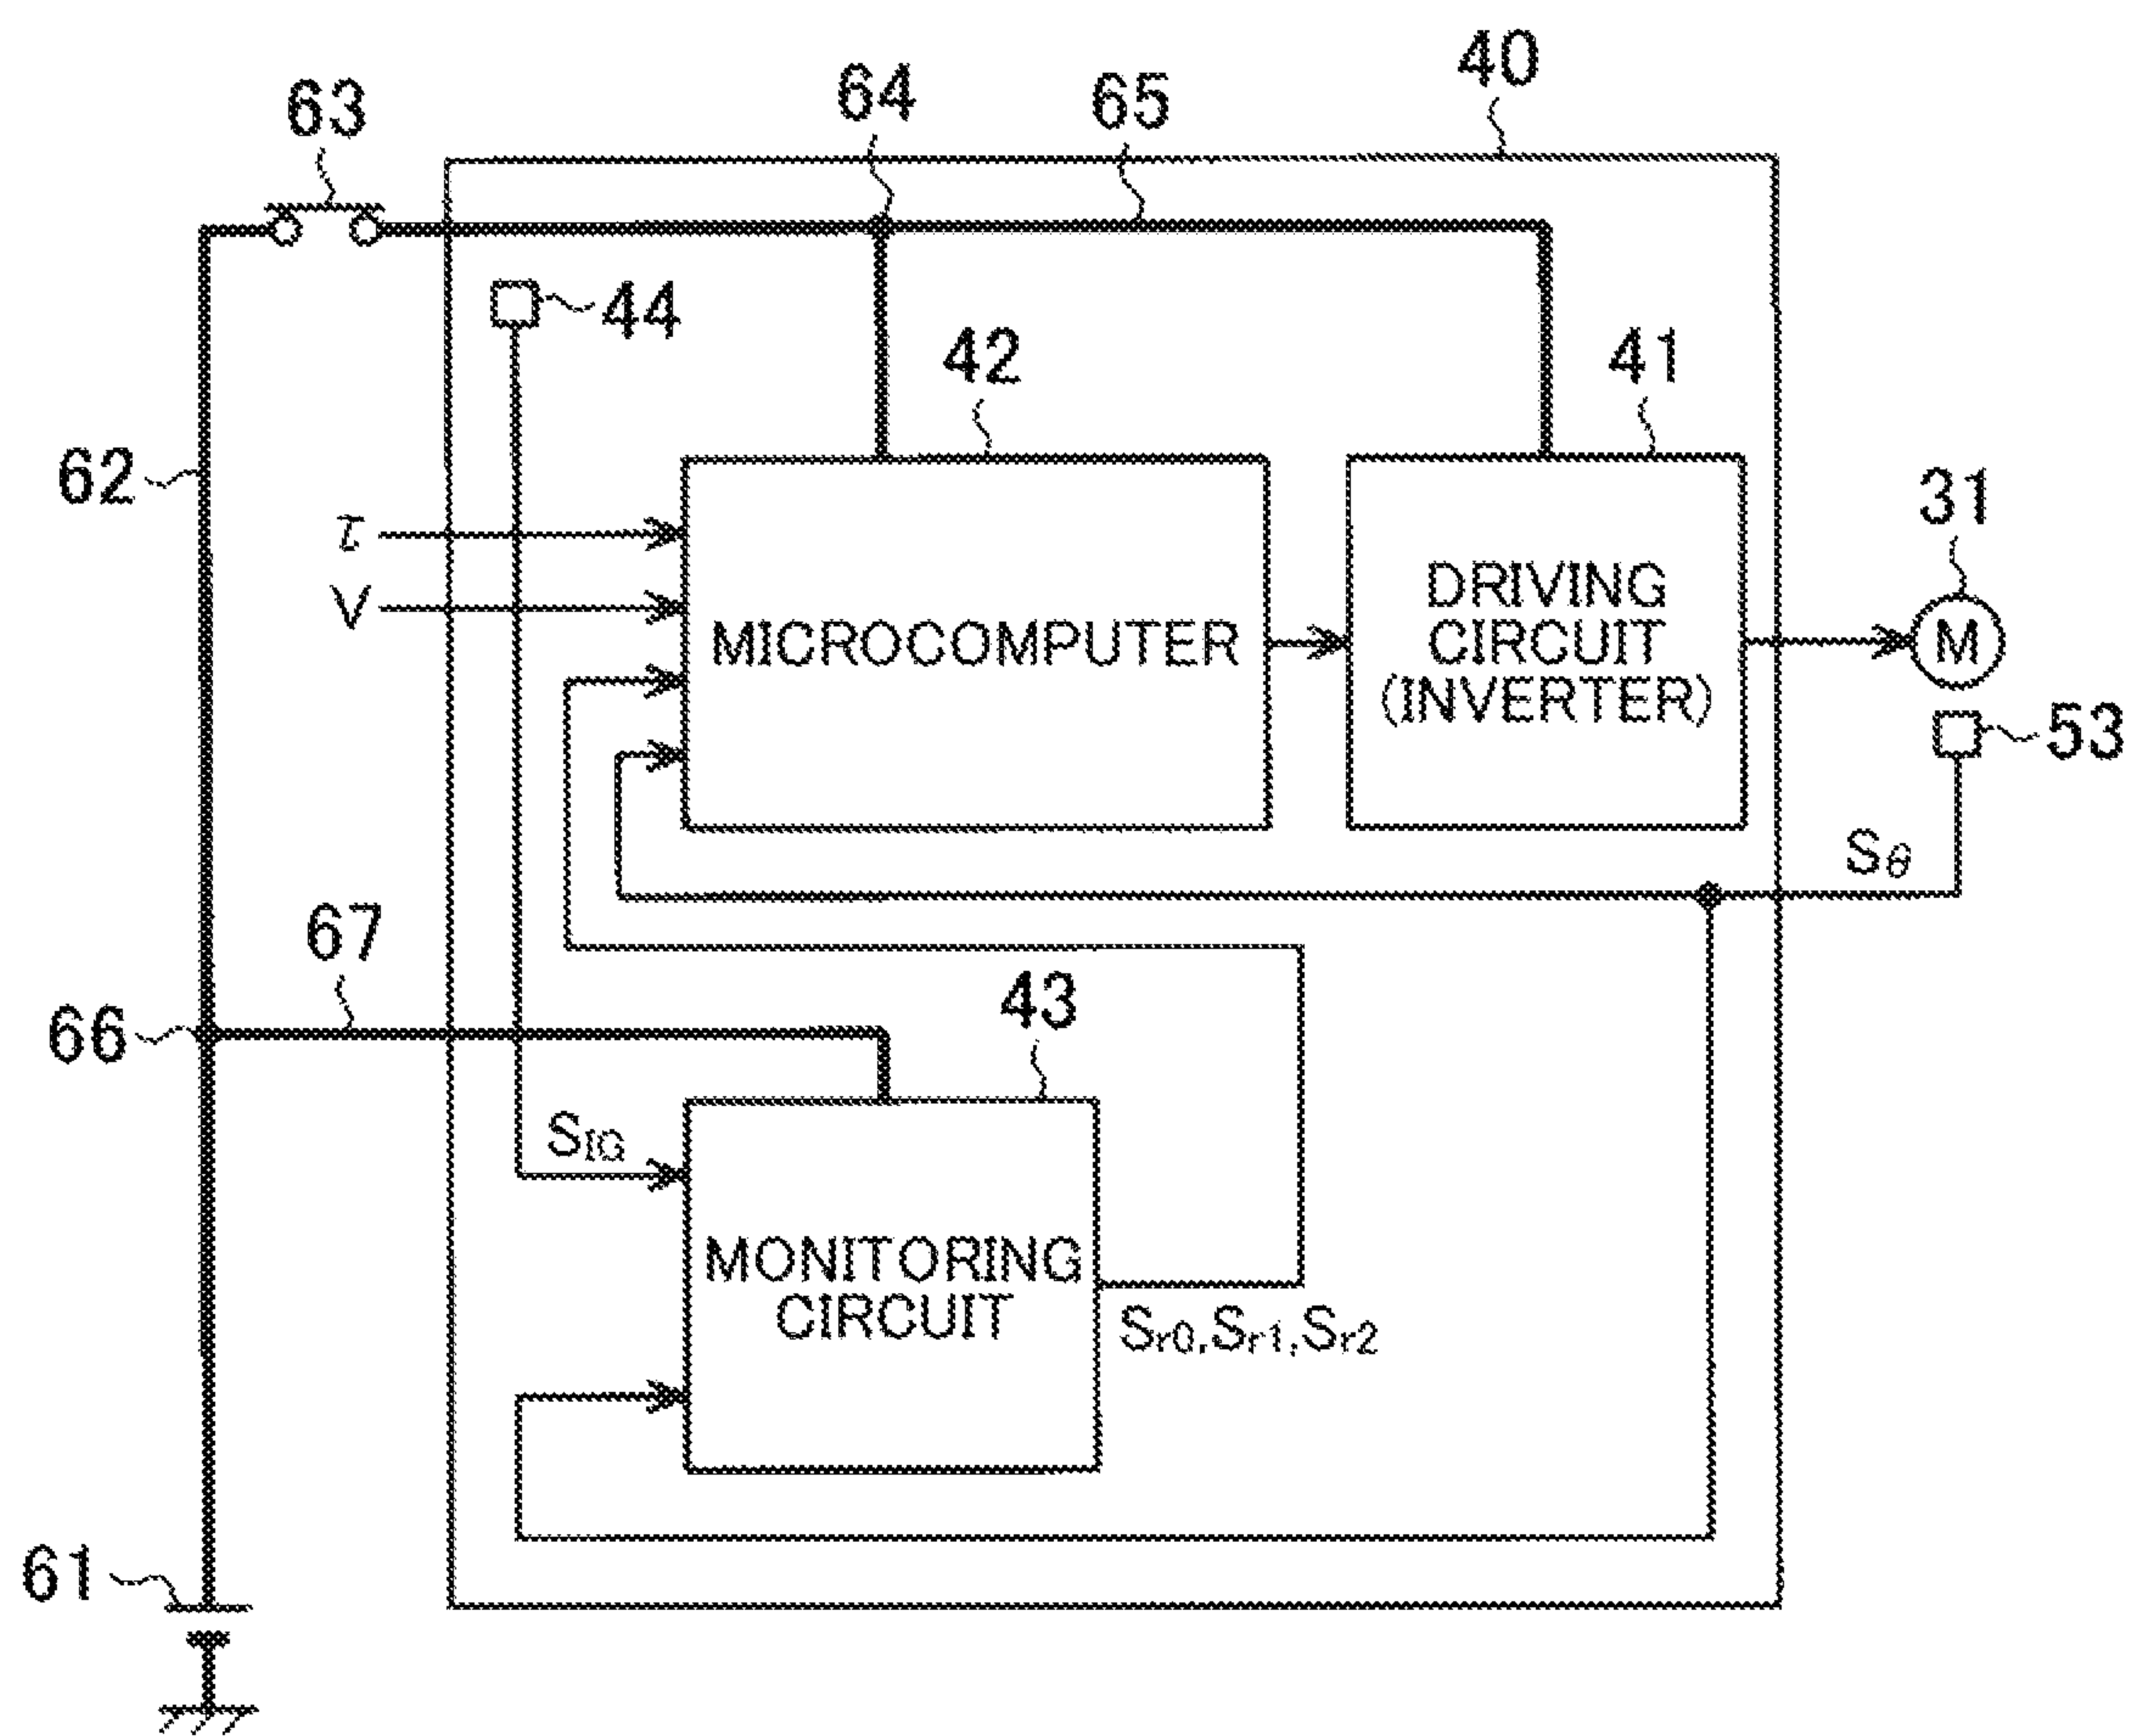 40
64
65
63
44
42
41
62
τ
V
31
MICROCOMPUTER
DRIVING
CIRCUIT
(INVERTER)
M
53
Sθ
67
43
66
SIG
MONITORING
CIRCUIT
Sr0,Sr1,Sr2
61